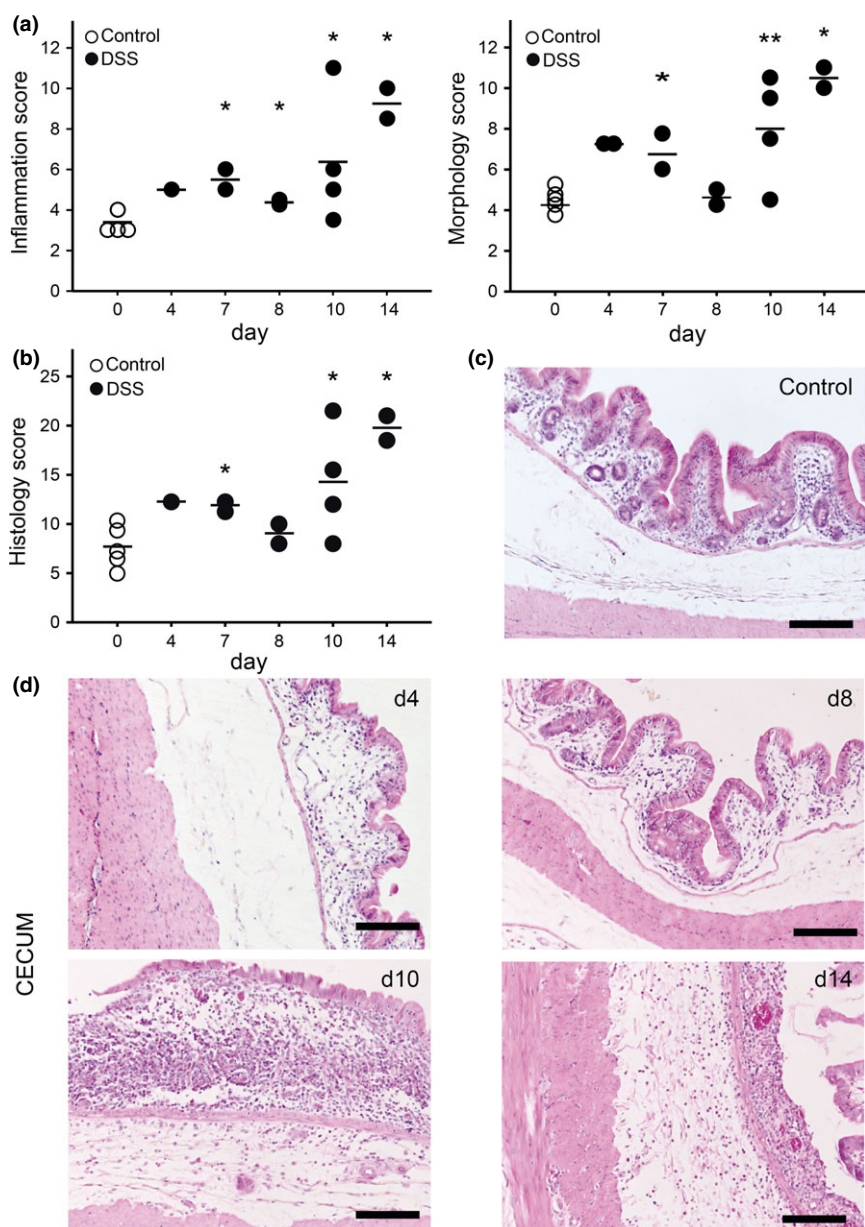 (a)
Inflammation score
12
10
8
6
4
2
0
Control
DSS
*
*
*
*
0 4 7 8 10 14
day
Morphology score
12
10
8
6
4
2
0
Control
DSS
*
**
*
0 4 7 8 10 14
day
(b)
Histology score
25
20
15
10
5
0
Control
DSS
*
*
*
0 4 7 8 10 14
day
(c)
Control
(d)
CECUM
d4
d8
d10
d14